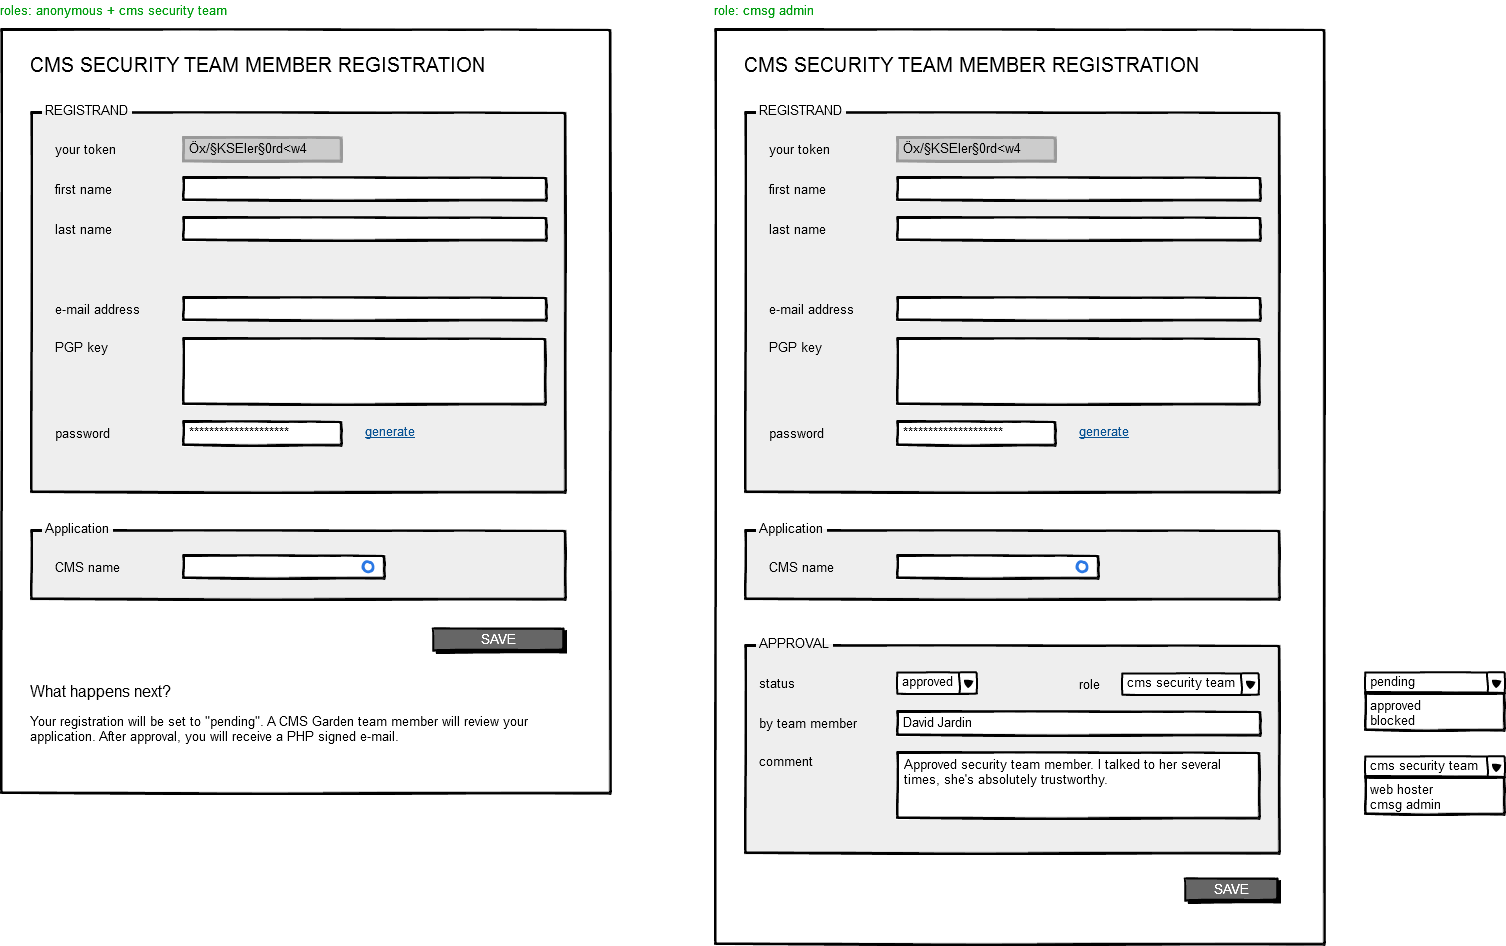 roles: anonymous + cms security team
CMS SECURITY TEAM MEMBER REGISTRATION
REGISTRAND
your token
Öx/§KSEler§0rd<w4
first name
last name
e-mail address
PGP key
password
********************
generate
Application
CMS name
SAVE
What happens next?
Your registration will be set to "pending". A CMS Garden team member will review your
application. After approval, you will receive a PHP signed e-mail.
role: cmsg admin
CMS SECURITY TEAM MEMBER REGISTRATION
REGISTRAND
your token
Öx/§KSEler§0rd<w4
first name
last name
e-mail address
PGP key
password
********************
generate
Application
CMS name
APPROVAL
status
approved
role
cms security team
by team member
David Jardin
comment
Approved security team member. I talked to her several
times, she's absolutely trustworthy.
SAVE
pending
approved
blocked
cms security team
web hoster
cmsg admin